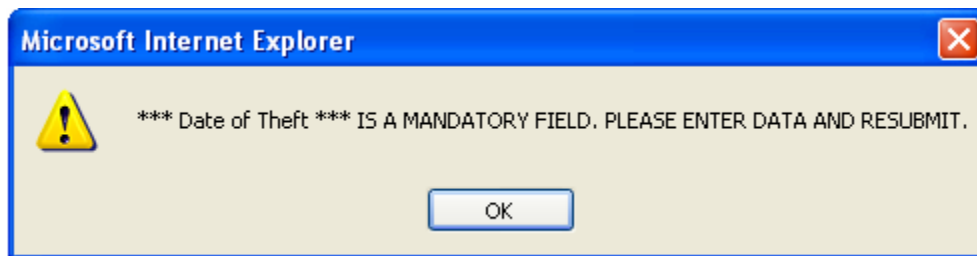 Microsoft Internet Explorer
*** Date of Theft *** IS A MANDATORY FIELD. PLEASE ENTER DATA AND RESUBMIT.
OK